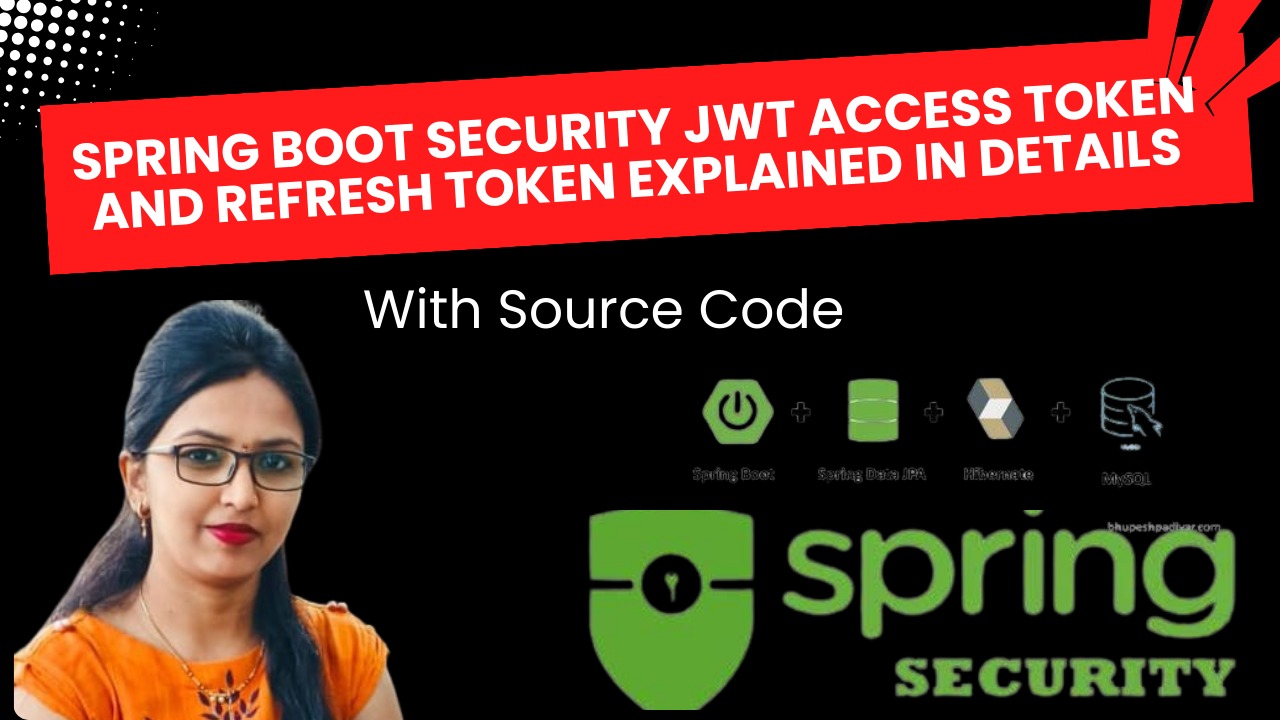 SPRING BOOT SECURITY JWT ACCESS TOKEN
AND REFRESH TOKEN EXPLAINED IN DETAILS
With Source Code
Spring Boot
Spring Data JPA
Hibernate
MySQL
bhupeshpadiyar.com
spring
SECURITY